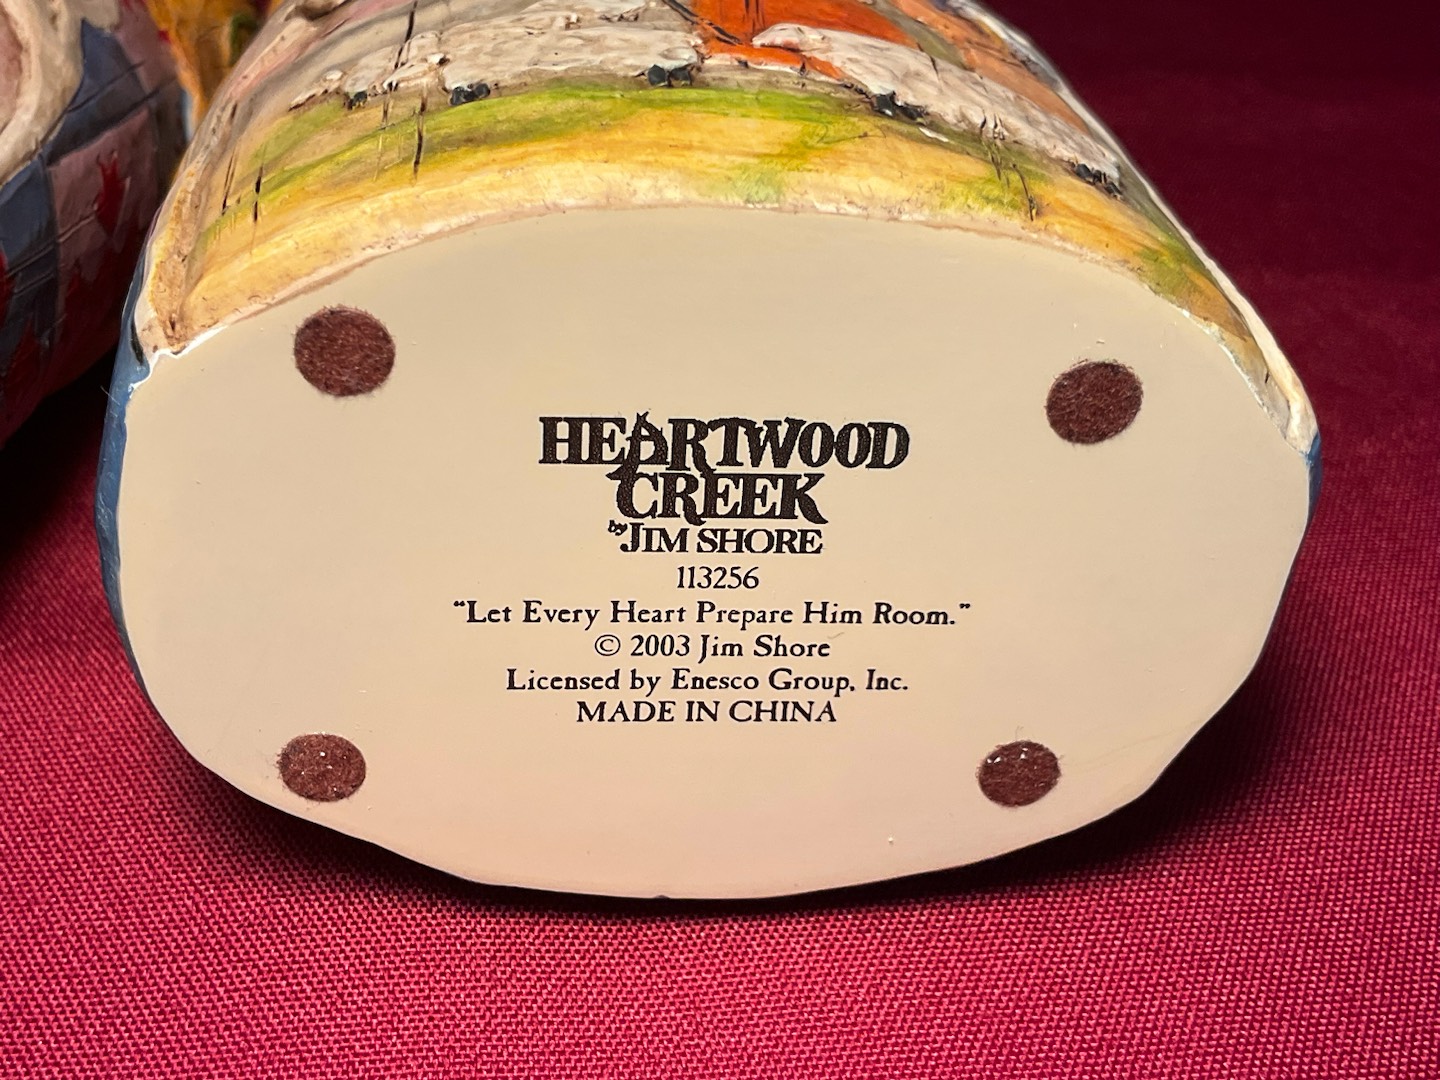 HEARTWOOD
CREEK
by JIM SHORE
113256
“Let Every Heart Prepare Him Room.”
© 2003 Jim Shore
Licensed by Enesco Group, Inc.
MADE IN CHINA